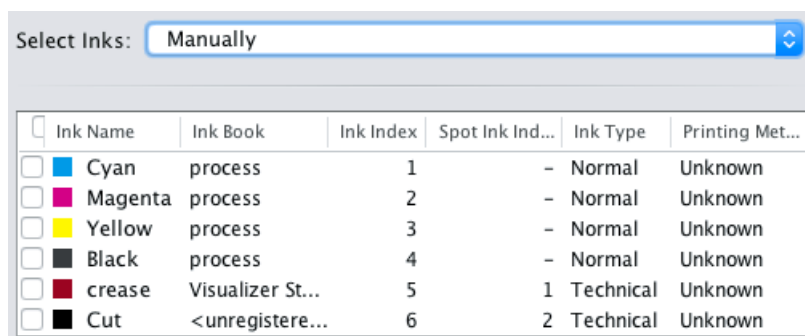 Select Inks: Manually
Ink Name Ink Book Ink Index Spot Ink Ind... Ink Type Printing Met...
Cyan process 1 – Normal Unknown
Magenta process 2 – Normal Unknown
Yellow process 3 – Normal Unknown
Black process 4 – Normal Unknown
crease Visualizer St... 5 1 Technical Unknown
Cut <unregistere... 6 2 Technical Unknown